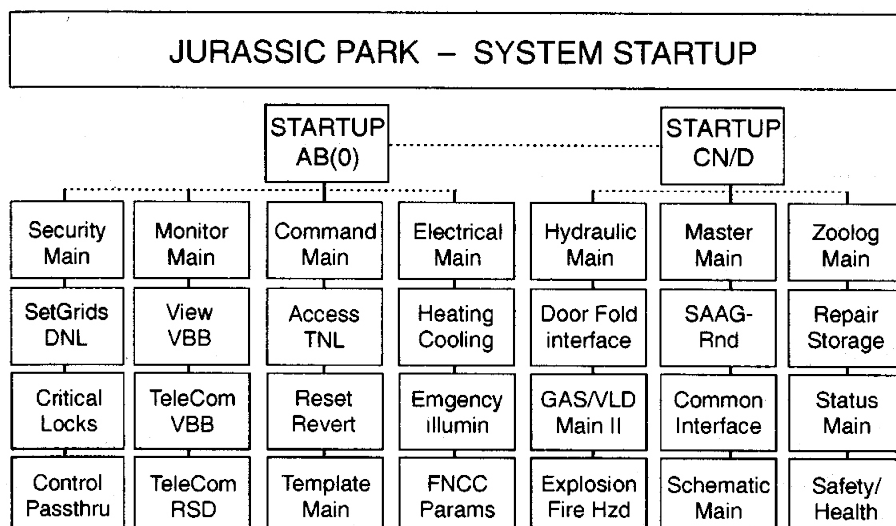 JURASSIC PARK – SYSTEM STARTUP
STARTUP
AB(0)
STARTUP
CN/D
Security
Main
Monitor
Main
Command
Main
Electrical
Main
Hydraulic
Main
Master
Main
Zoolog
Main
SetGrids
DNL
View
VBB
Access
TNL
Heating
Cooling
Door Fold
interface
SAAG-
Rnd
Repair
Storage
Critical
Locks
TeleCom
VBB
Reset
Revert
Emgency
illumin
GAS/VLD
Main II
Common
Interface
Status
Main
Control
Passthru
TeleCom
RSD
Template
Main
FNCC
Params
Explosion
Fire Hzd
Schematic
Main
Safety/
Health